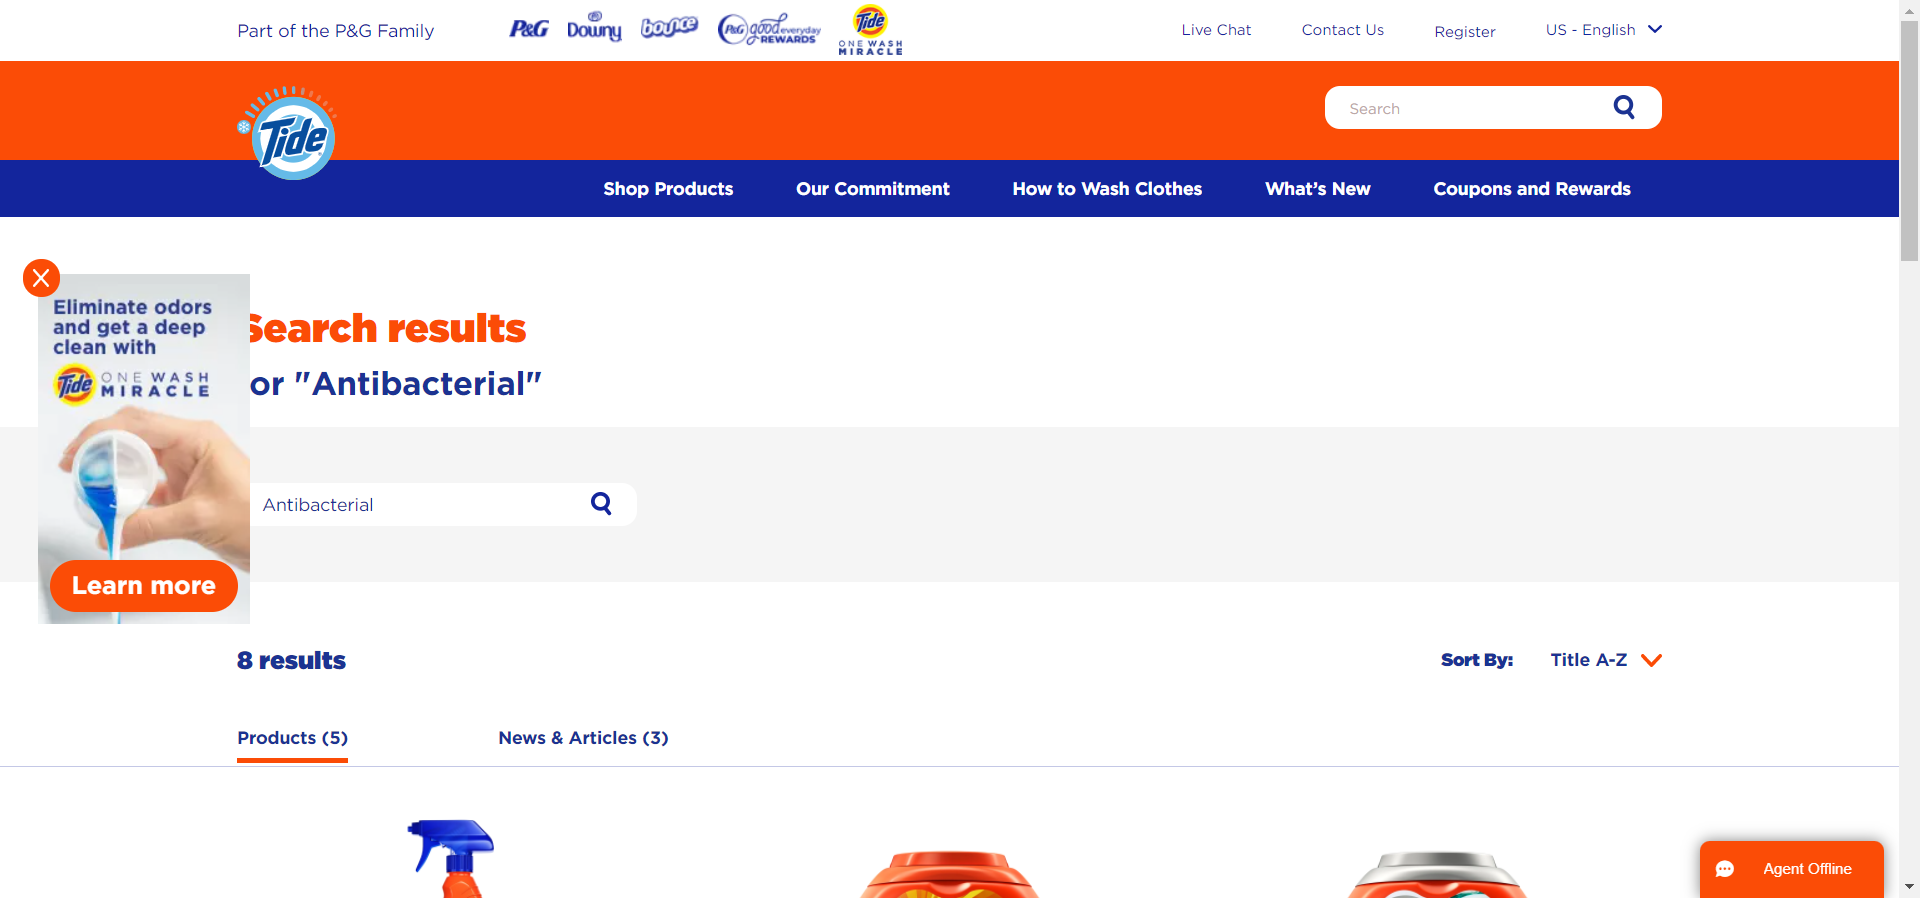 Part of the P&G Family
P&G
Downy
bounce
P&G good everyday
REWARDS
Tide
ONE WASH
MIRACLE
Live Chat
Contact Us
Register
US - English
Tide
Search
Shop Products
Our Commitment
How to Wash Clothes
What's New
Coupons and Rewards
Eliminate odors
and get a deep
clean with
Tide
ONE WASH
MIRACLE
Learn more
Search results
or "Antibacterial"
Antibacterial
8 results
Sort By:
Title A-Z
Products (5)
News & Articles (3)
Agent Offline